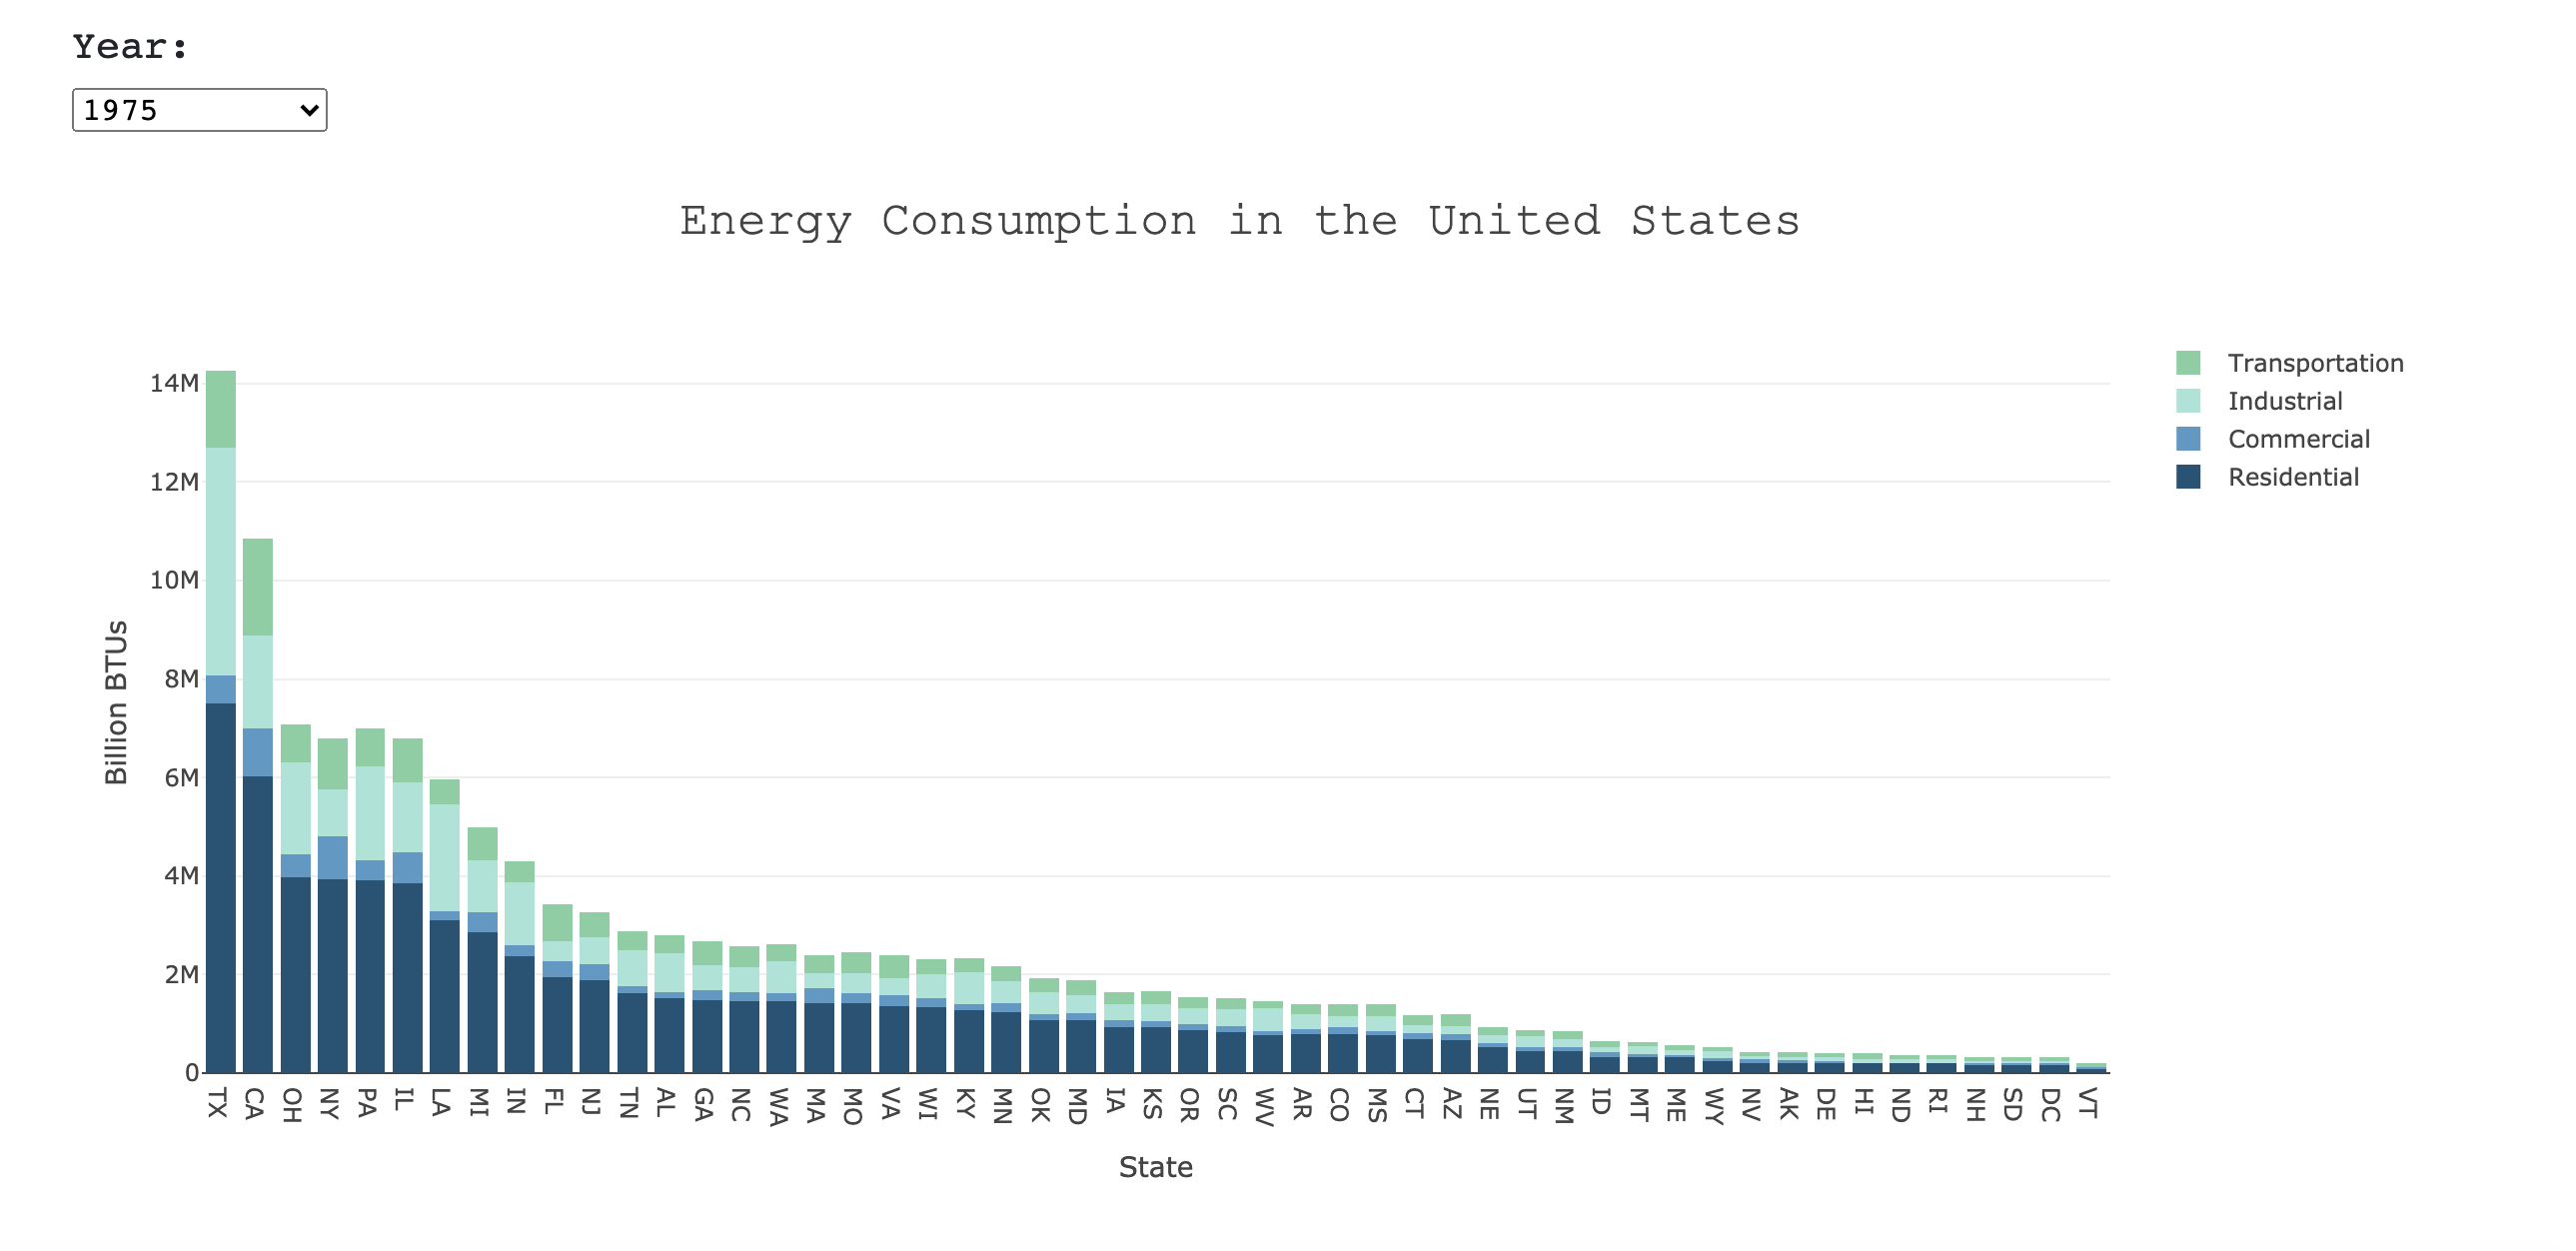 Year:
1975
Energy Consumption in the United States
14M
12M
10M
8M
6M
4M
2M
0
Billion BTUs
TX CA OH NY PA IL LA MI IN FL NJ TN AL GA NC WA MA MO VA WI KY MN OK MD IA KS OR SC WV AR CO MS CT AZ NE UT NM ID MT ME WY NV AK DE HI ND RI NH SD DC VT
State
Transportation
Industrial
Commercial
Residential